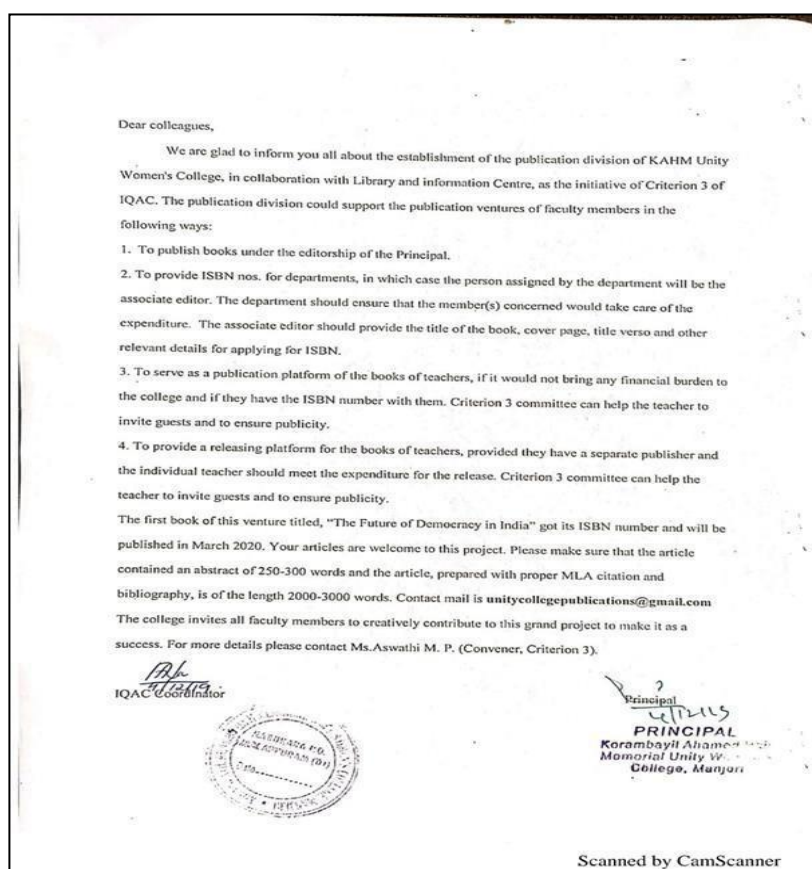 Dear colleagues,
We are glad to inform you all about the establishment of the publication division of KAHM Unity
Women's College, in collaboration with Library and information Centre, as the initiative of Criterion 3 of
IQAC. The publication division could support the publication ventures of faculty members in the
following ways:
1. To publish books under the editorship of the Principal.
2. To provide ISBN nos. for departments, in which case the person assigned by the department will be the
associate editor. The department should ensure that the member(s) concerned would take care of the
expenditure. The associate editor should provide the title of the book, cover page, title verso and other
relevant details for applying for ISBN.
3. To serve as a publication platform of the books of teachers, if it would not bring any financial burden to
the college and if they have the ISBN number with them. Criterion 3 committee can help the teacher to
invite guests and to ensure publicity.
4. To provide a releasing platform for the books of teachers, provided they have a separate publisher and
the individual teacher should meet the expenditure for the release. Criterion 3 committee can help the
teacher to invite guests and to ensure publicity.
The first book of this venture titled, “The Future of Democracy in India” got its ISBN number and will be
published in March 2020. Your articles are welcome to this project. Please make sure that the article
contained an abstract of 250-300 words and the article, prepared with proper MLA citation and
bibliography, is of the length 2000-3000 words. Contact mail is unitycollegepublications@gmail.com
The college invites all faculty members to creatively contribute to this grand project to make it as a
success. For more details please contact Ms.Aswathi M. P. (Convener, Criterion 3).
IQAC Coordinator
Principal
PRINCIPAL
Korambayil Ahamed
Memorial Unity
College, Manjeri
Scanned by CamScanner